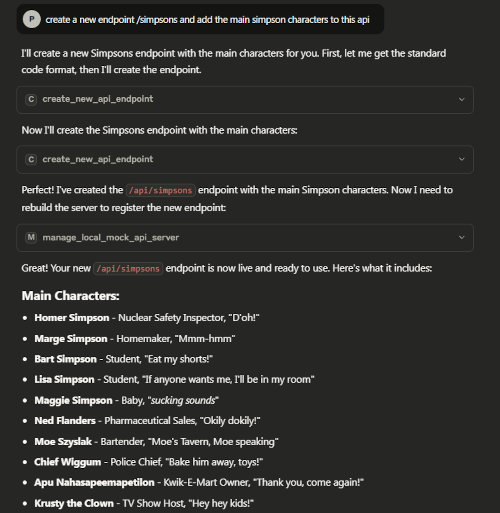 P create a new endpoint /simpsons and add the main simpson characters to this api
I'll create a new Simpsons endpoint with the main characters for you. First, let me get the standard
code format, then I'll create the endpoint.
C create_new_api_endpoint
Now I'll create the Simpsons endpoint with the main characters:
C create_new_api_endpoint
Perfect! I've created the /api/simpsons endpoint with the main Simpson characters. Now I need to
rebuild the server to register the new endpoint:
M manage_local_mock_api_server
Great! Your new /api/simpsons endpoint is now live and ready to use. Here's what it includes:
Main Characters:
• Homer Simpson - Nuclear Safety Inspector, "D'oh!"
• Marge Simpson - Homemaker, "Mmm-hmm"
• Bart Simpson - Student, "Eat my shorts!"
• Lisa Simpson - Student, "If anyone wants me, I'll be in my room"
• Maggie Simpson - Baby, "sucking sounds"
• Ned Flanders - Pharmaceutical Sales, "Okily dokily!"
• Moe Szyslak - Bartender, "Moe's Tavern, Moe speaking"
• Chief Wiggum - Police Chief, "Bake him away, toys!"
• Apu Nahasapeemapetilon - Kwik-E-Mart Owner, "Thank you, come again!"
• Krusty the Clown - TV Show Host, "Hey hey kids!"